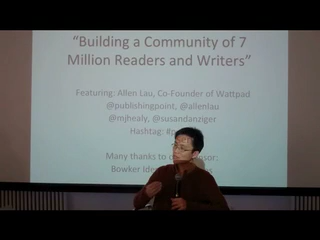 “Building a Community of 7
Million Readers and Writers”
Featuring: Allen Lau, Co-Founder of Wattpad
@publishingpoint, @allenlau
@mjhealy, @susandanziger
Hashtag:
Many thanks to
Bowker